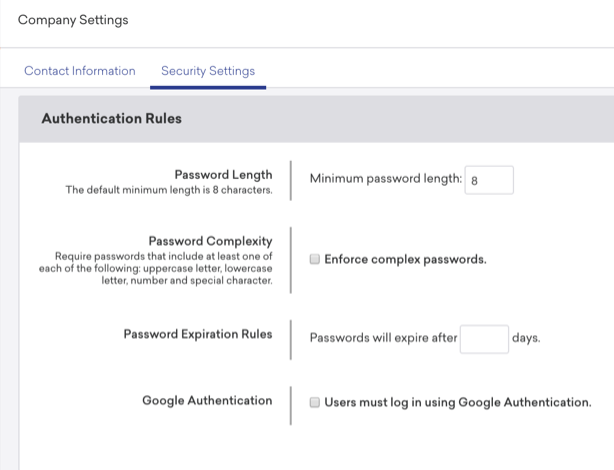 Company Settings
Contact Information Security Settings
Authentication Rules
Password Length
The default minimum length is 8 characters.
Minimum password length: 8
Password Complexity
Require passwords that include at least one of
each of the following: uppercase letter, lowercase
letter, number and special character.
Enforce complex passwords.
Password Expiration Rules
Passwords will expire after days.
Google Authentication
Users must log in using Google Authentication.